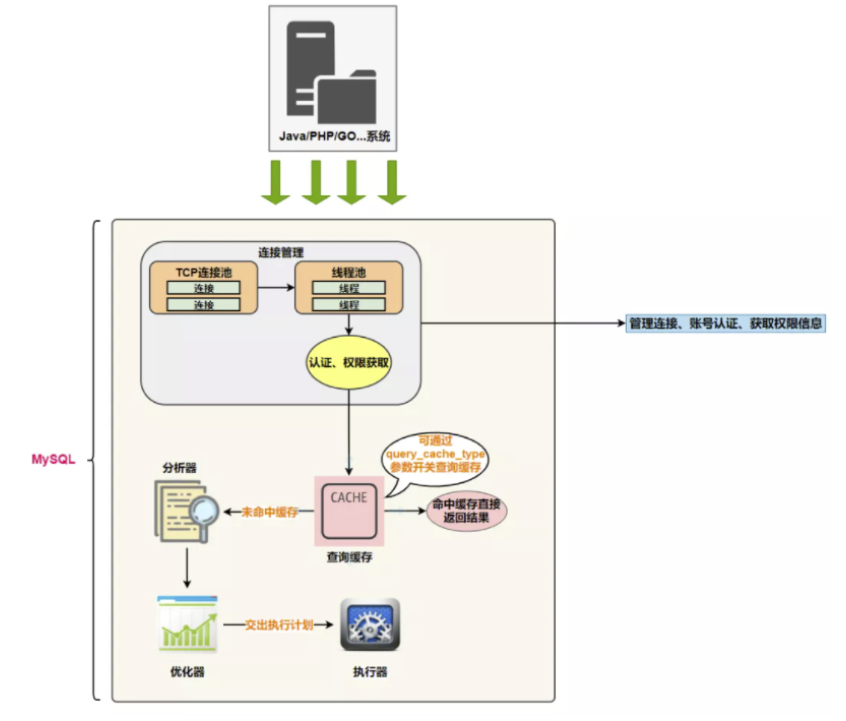 Java/PHP/GO...系统
连接管理
TCP连接池
连接
连接
线程池
线程
线程
认证、权限获取
管理连接、账号认证、获取权限信息
MySQL
可通过
query_cache_type
参数开关查询缓存
分析器
未命中缓存
CACHE
查询缓存
命中缓存直接
返回结果
优化器
交出执行计划
执行器